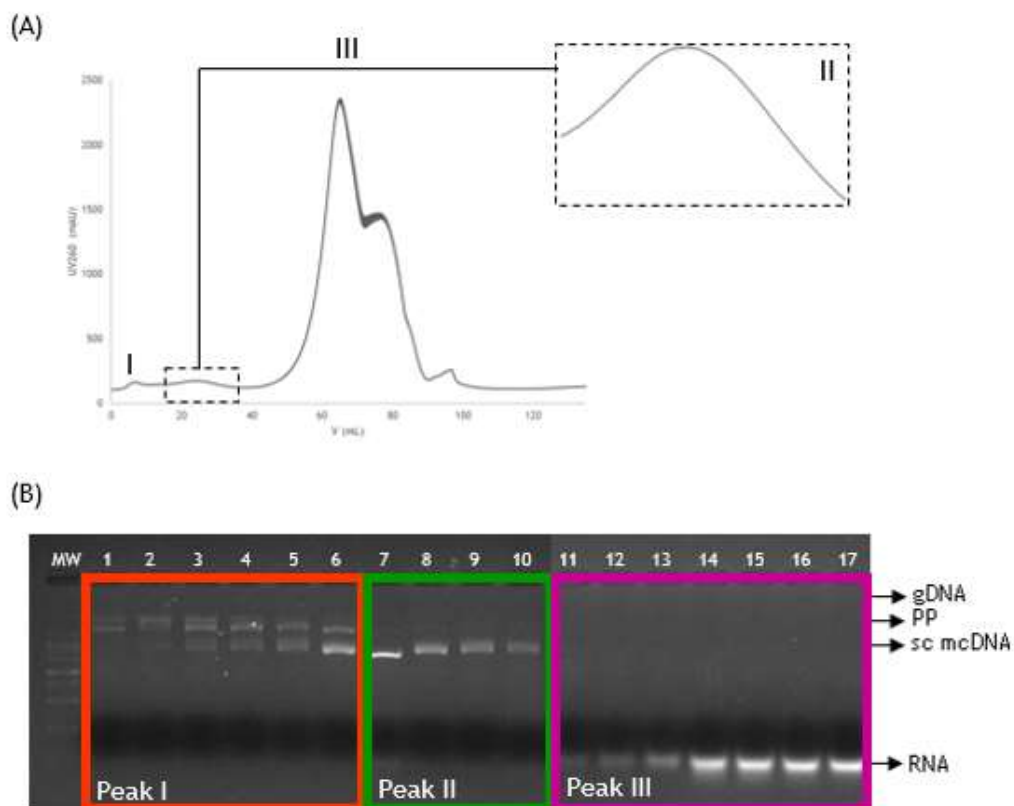 (A)
III
II
I
2500
2000
1500
1000
500
0
UV260 (mAU)
0 20 40 60 80 100 120
V (mL)
(B)
MW 1 2 3 4 5 6 7 8 9 10 11 12 13 14 15 16 17
gDNA
PP
sc mcDNA
RNA
Peak I Peak II Peak III